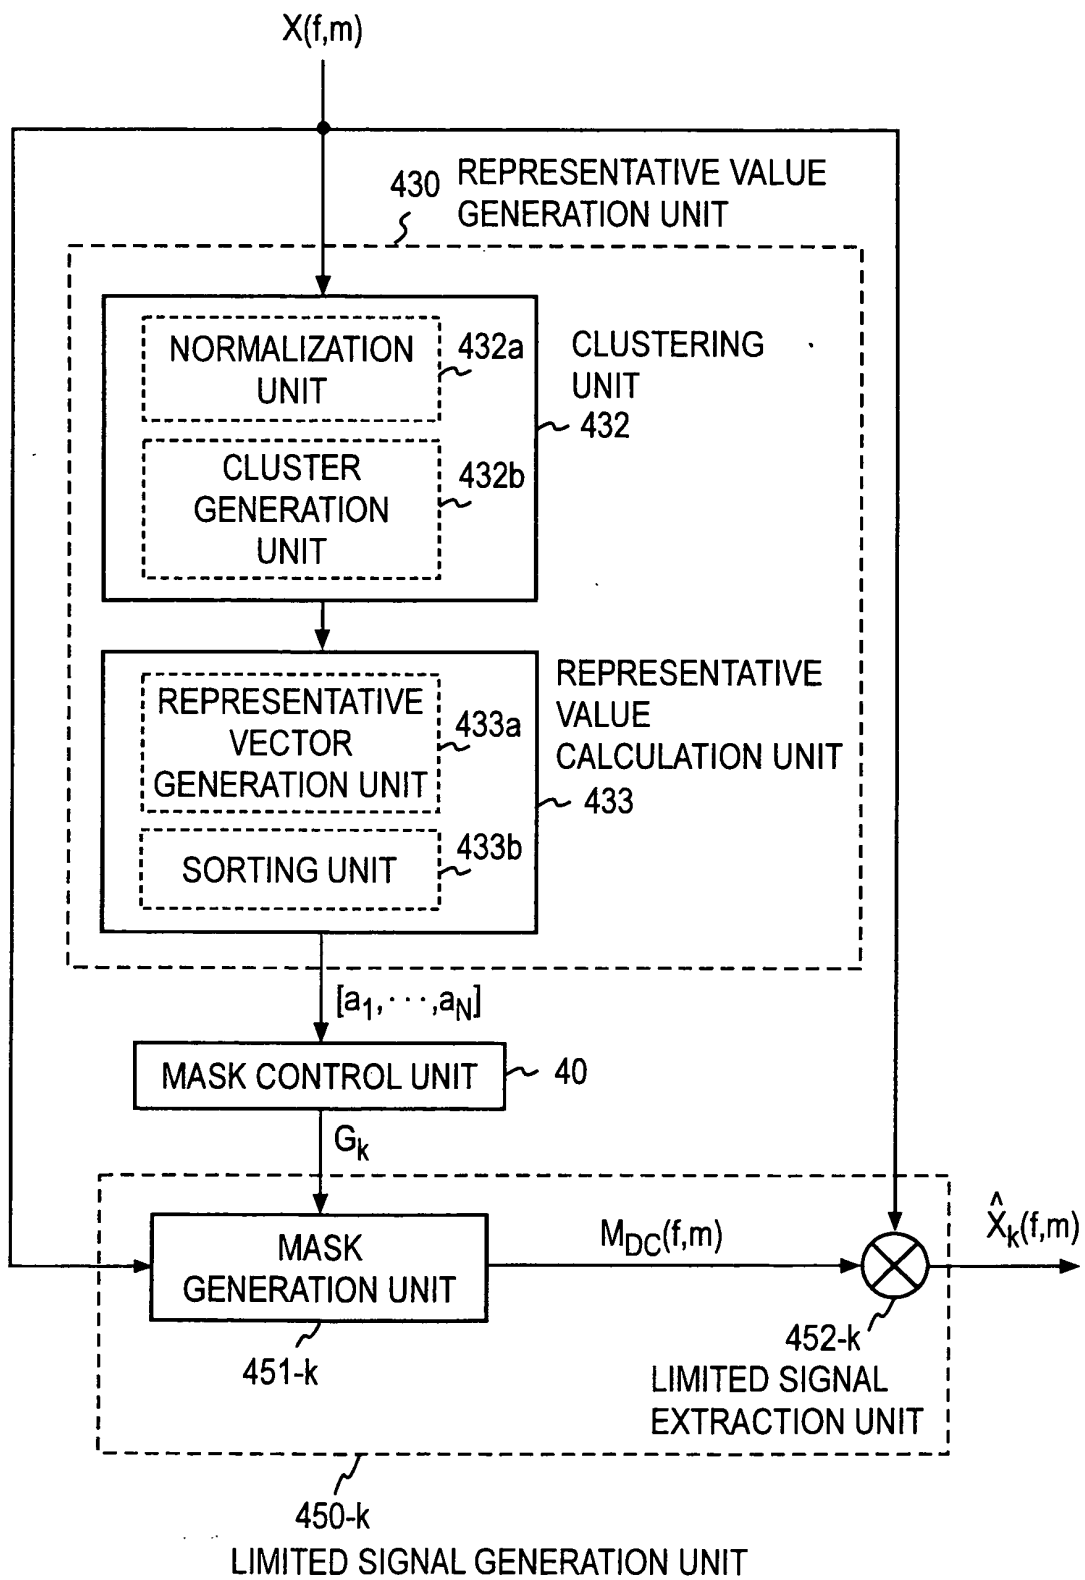 X(f,m)
430
REPRESENTATIVE VALUE
GENERATION UNIT
NORMALIZATION
UNIT
432a
CLUSTERING
UNIT
432
CLUSTER
GENERATION
UNIT
432b
REPRESENTATIVE
VECTOR
GENERATION UNIT
433a
REPRESENTATIVE
VALUE
CALCULATION UNIT
433
SORTING UNIT
433b
[a1,···,aN]
MASK CONTROL UNIT
40
Gk
MASK
GENERATION UNIT
451-k
MDC(f,m)
X̂k(f,m)
452-k
LIMITED SIGNAL
EXTRACTION UNIT
450-k
LIMITED SIGNAL GENERATION UNIT